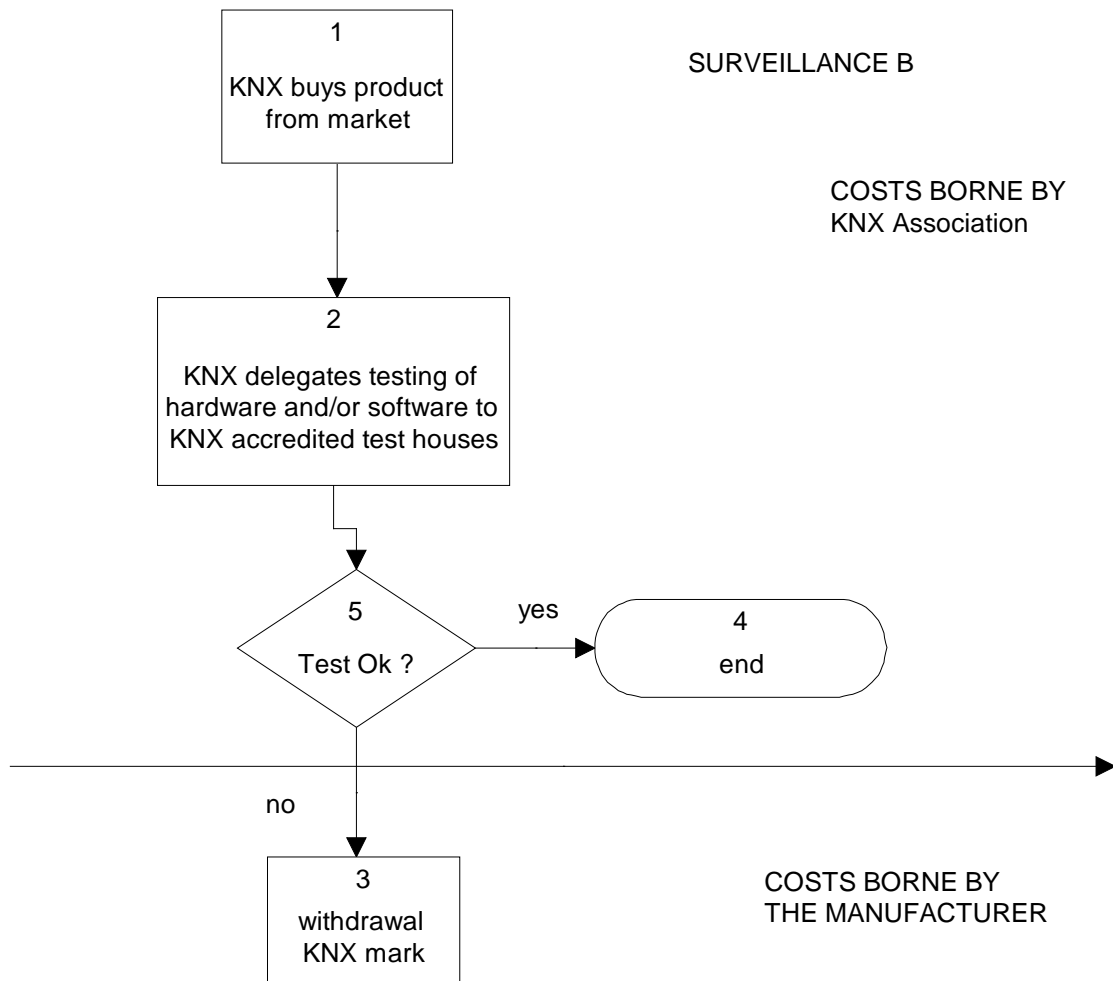 1
KNX buys product
from market
SURVEILLANCE B
COSTS BORNE BY
KNX Association
2
KNX delegates testing of
hardware and/or software to
KNX accredited test houses
5
Test Ok ?
yes
4
end
no
3
withdrawal
KNX mark
COSTS BORNE BY
THE MANUFACTURER